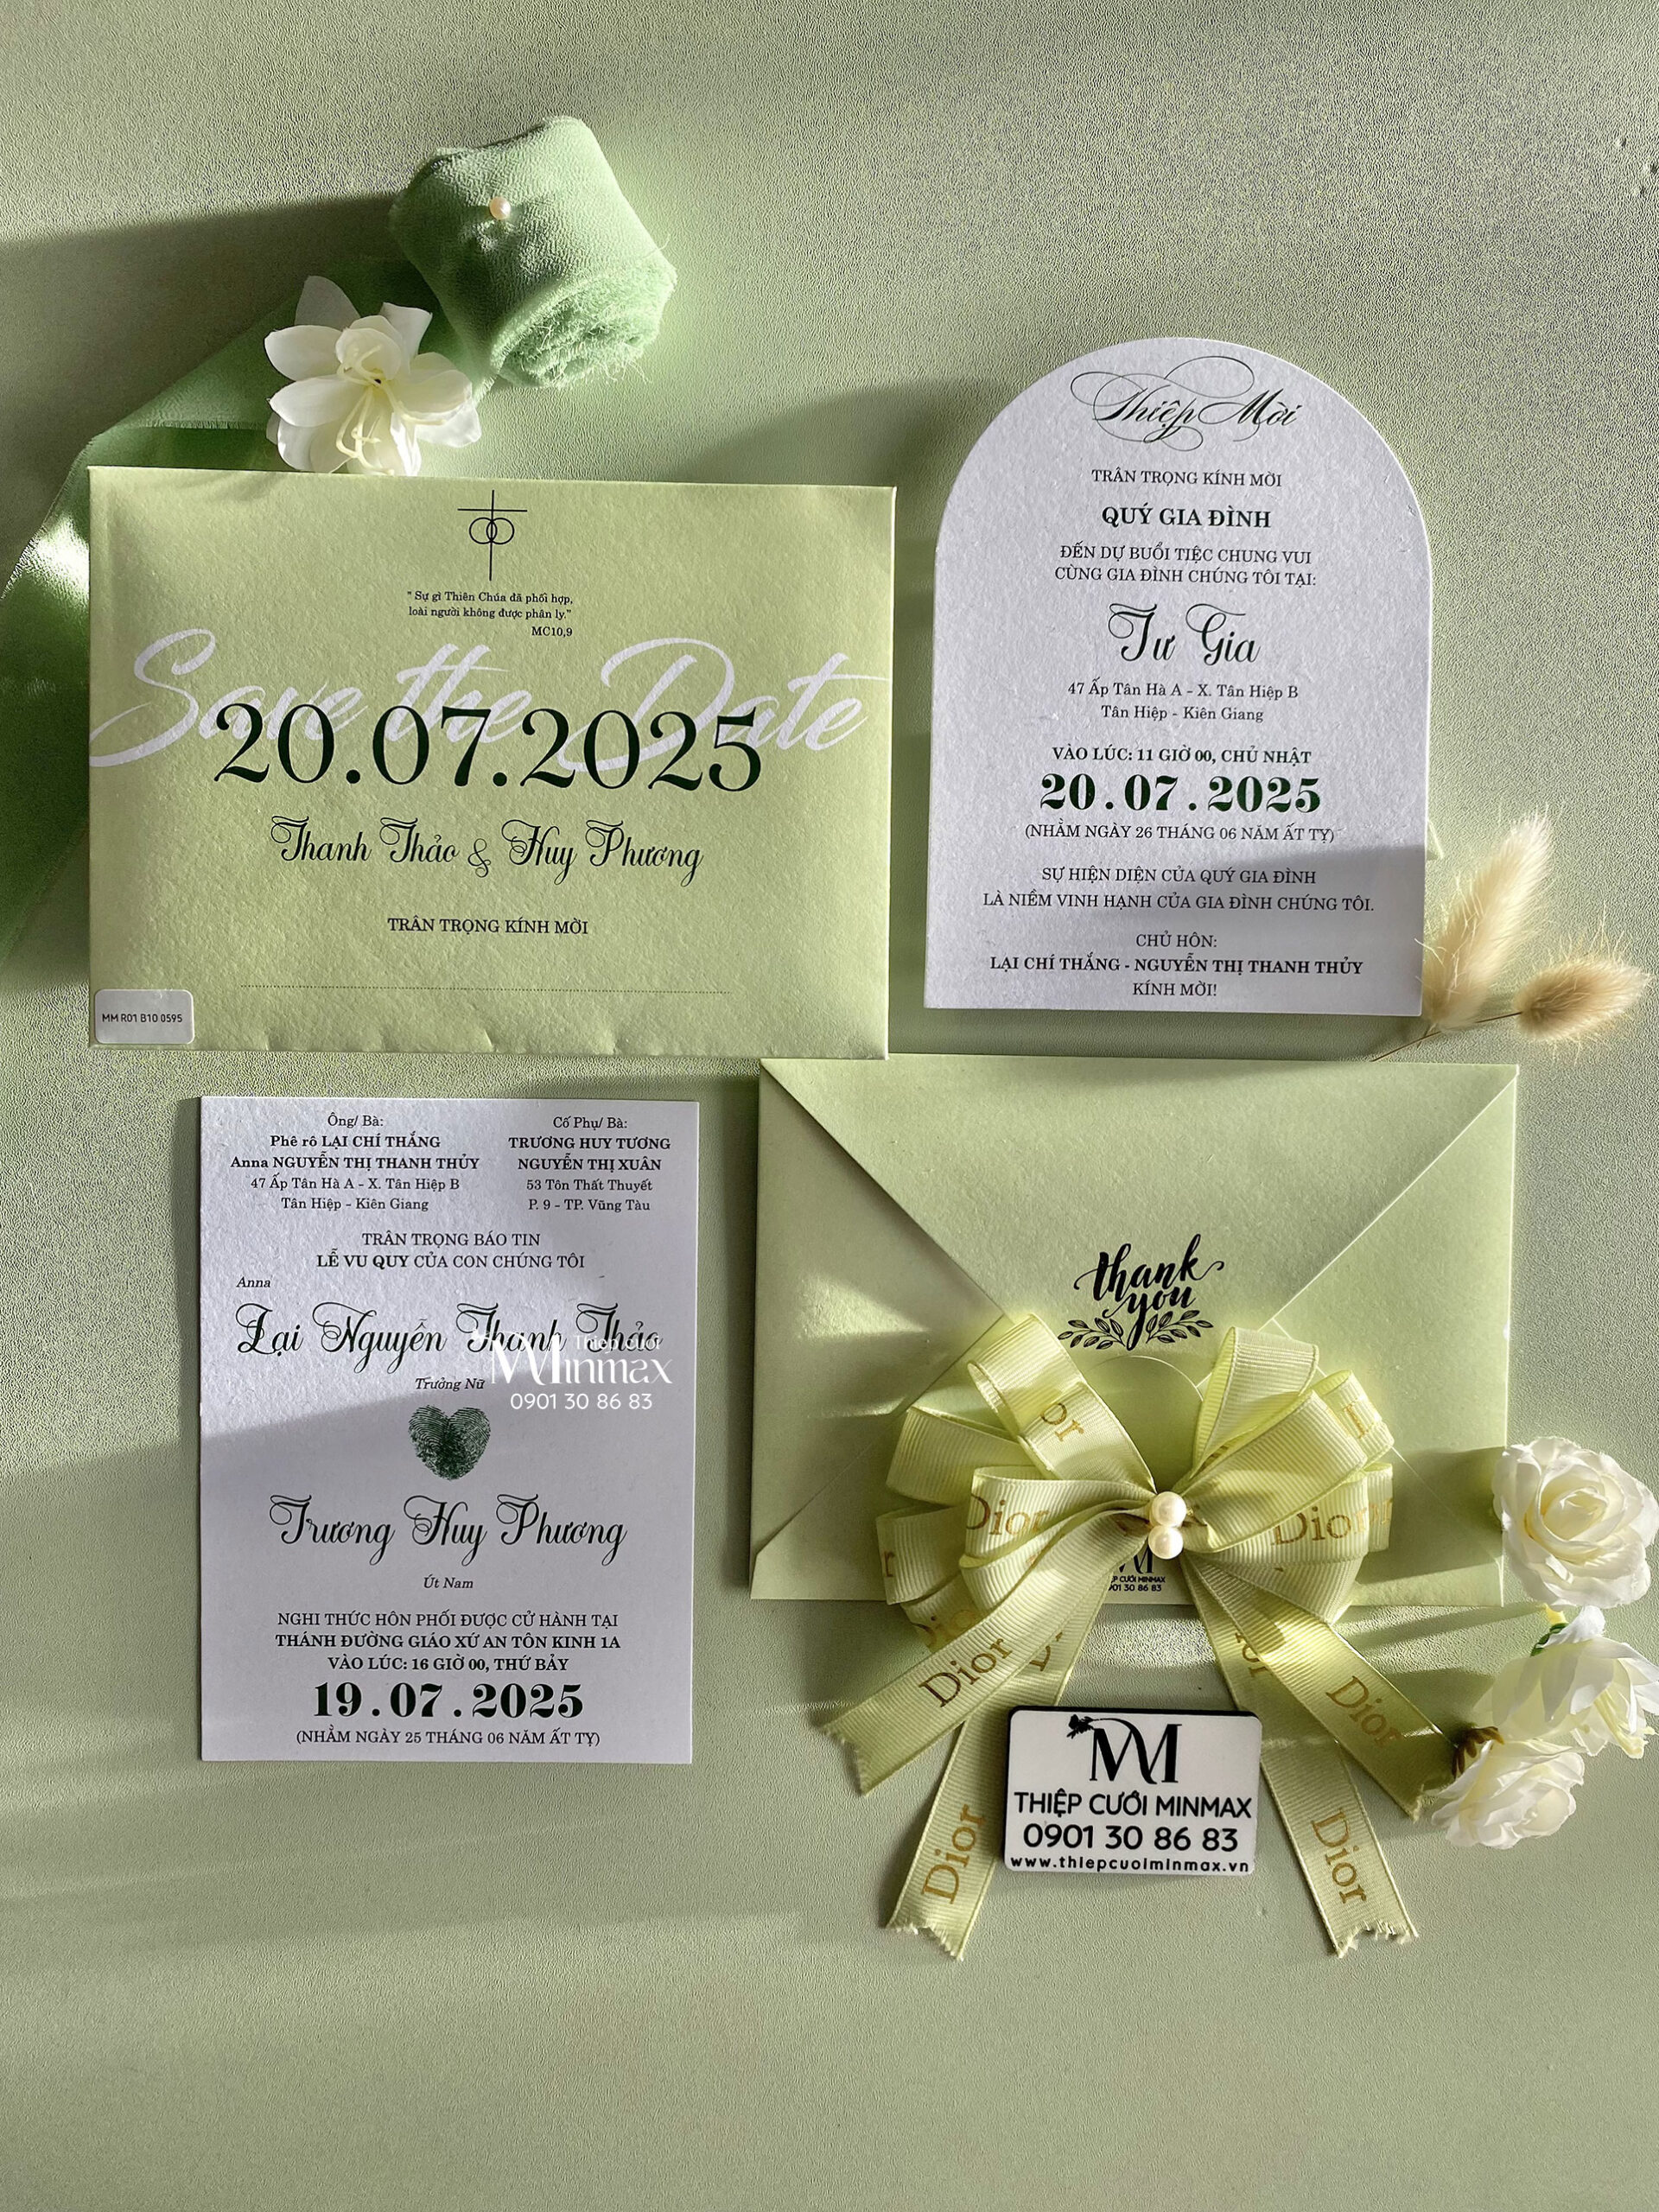 " Sự gì Thiên Chúa đã phối hợp,
loài người không được phân ly."
MC10,9
Save the Date
20.07.2025
Thanh Thảo & Huy Phương
TRÂN TRỌNG KÍNH MỜI
MM R01 B10 0595
Thiệp Mời
TRÂN TRỌNG KÍNH MỜI
QUÝ GIA ĐÌNH
ĐẾN DỰ BUỔI TIỆC CHUNG VUI
CÙNG GIA ĐÌNH CHÚNG TÔI TẠI:
Tư Gia
47 Ấp Tân Hà A - X. Tân Hiệp B
Tân Hiệp - Kiên Giang
VÀO LÚC: 11 GIỜ 00, CHỦ NHẬT
20.07.2025
(NHẰM NGÀY 26 THÁNG 06 NĂM ẤT TỴ)
SỰ HIỆN DIỆN CỦA QUÝ GIA ĐÌNH
LÀ NIỀM VINH HẠNH CỦA GIA ĐÌNH CHÚNG TÔI.
CHỦ HÔN:
LẠI CHÍ THẮNG - NGUYỄN THỊ THANH THỦY
KÍNH MỜI!
Ông/ Bà:
Phê rô LẠI CHÍ THẮNG
Anna NGUYỄN THỊ THANH THỦY
47 Ấp Tân Hà A - X. Tân Hiệp B
Tân Hiệp - Kiên Giang
Cố Phụ/ Bà:
TRƯƠNG HUY TƯƠNG
NGUYỄN THỊ XUÂN
53 Tôn Thất Thuyết
P. 9 - TP. Vũng Tàu
TRÂN TRỌNG BÁO TIN
LỄ VU QUY CỦA CON CHÚNG TÔI
Anna
Lại Nguyễn Thanh Thảo
Trưởng Nữ
Thiệp cưới
Minmax
0901 30 86 83
Trương Huy Phương
Út Nam
NGHI THỨC HÔN PHỐI ĐƯỢC CỬ HÀNH TẠI
THÁNH ĐƯỜNG GIÁO XỨ AN TÔN KINH 1A
VÀO LÚC: 16 GIỜ 00, THỨ BẢY
19.07.2025
(NHẰM NGÀY 25 THÁNG 06 NĂM ẤT TỴ)
thank
you
Dior
Dior
Dior
Dior
Dior
Dior
CƯỚI MINMAX
30 86 83
MM
THIỆP CƯỚI MINMAX
0901 30 86 83
www.thiepcuoiminmax.vn